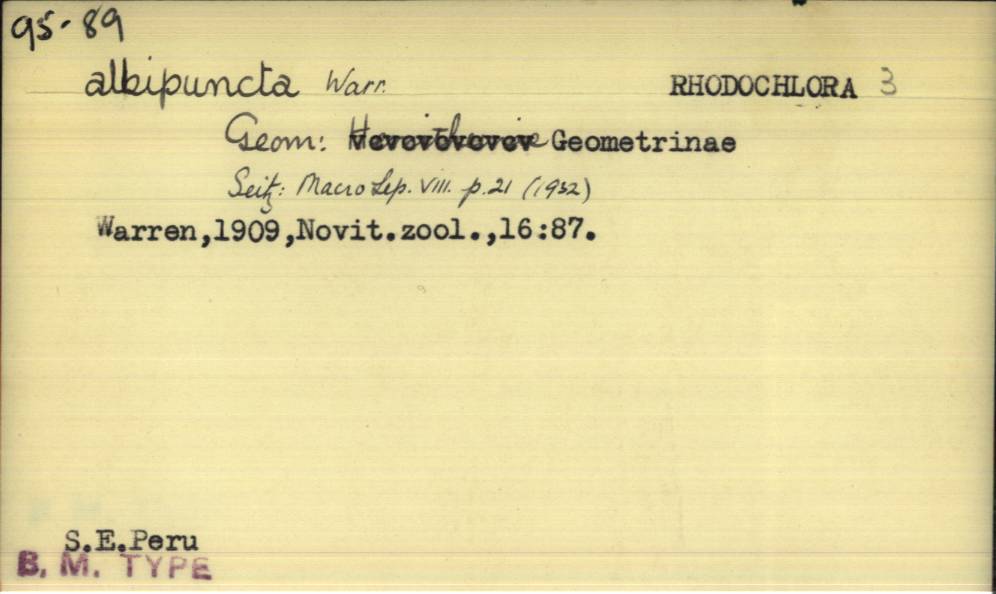 95-89
albipuncta Warr. RHODOCHLORA 3
Geom: Geometrinae
Seitz: Macro Lep. VIII. p.21 (1932)
Warren,1909,Novit.zool.,16:87.
S.E.Peru
B. M. TYPE